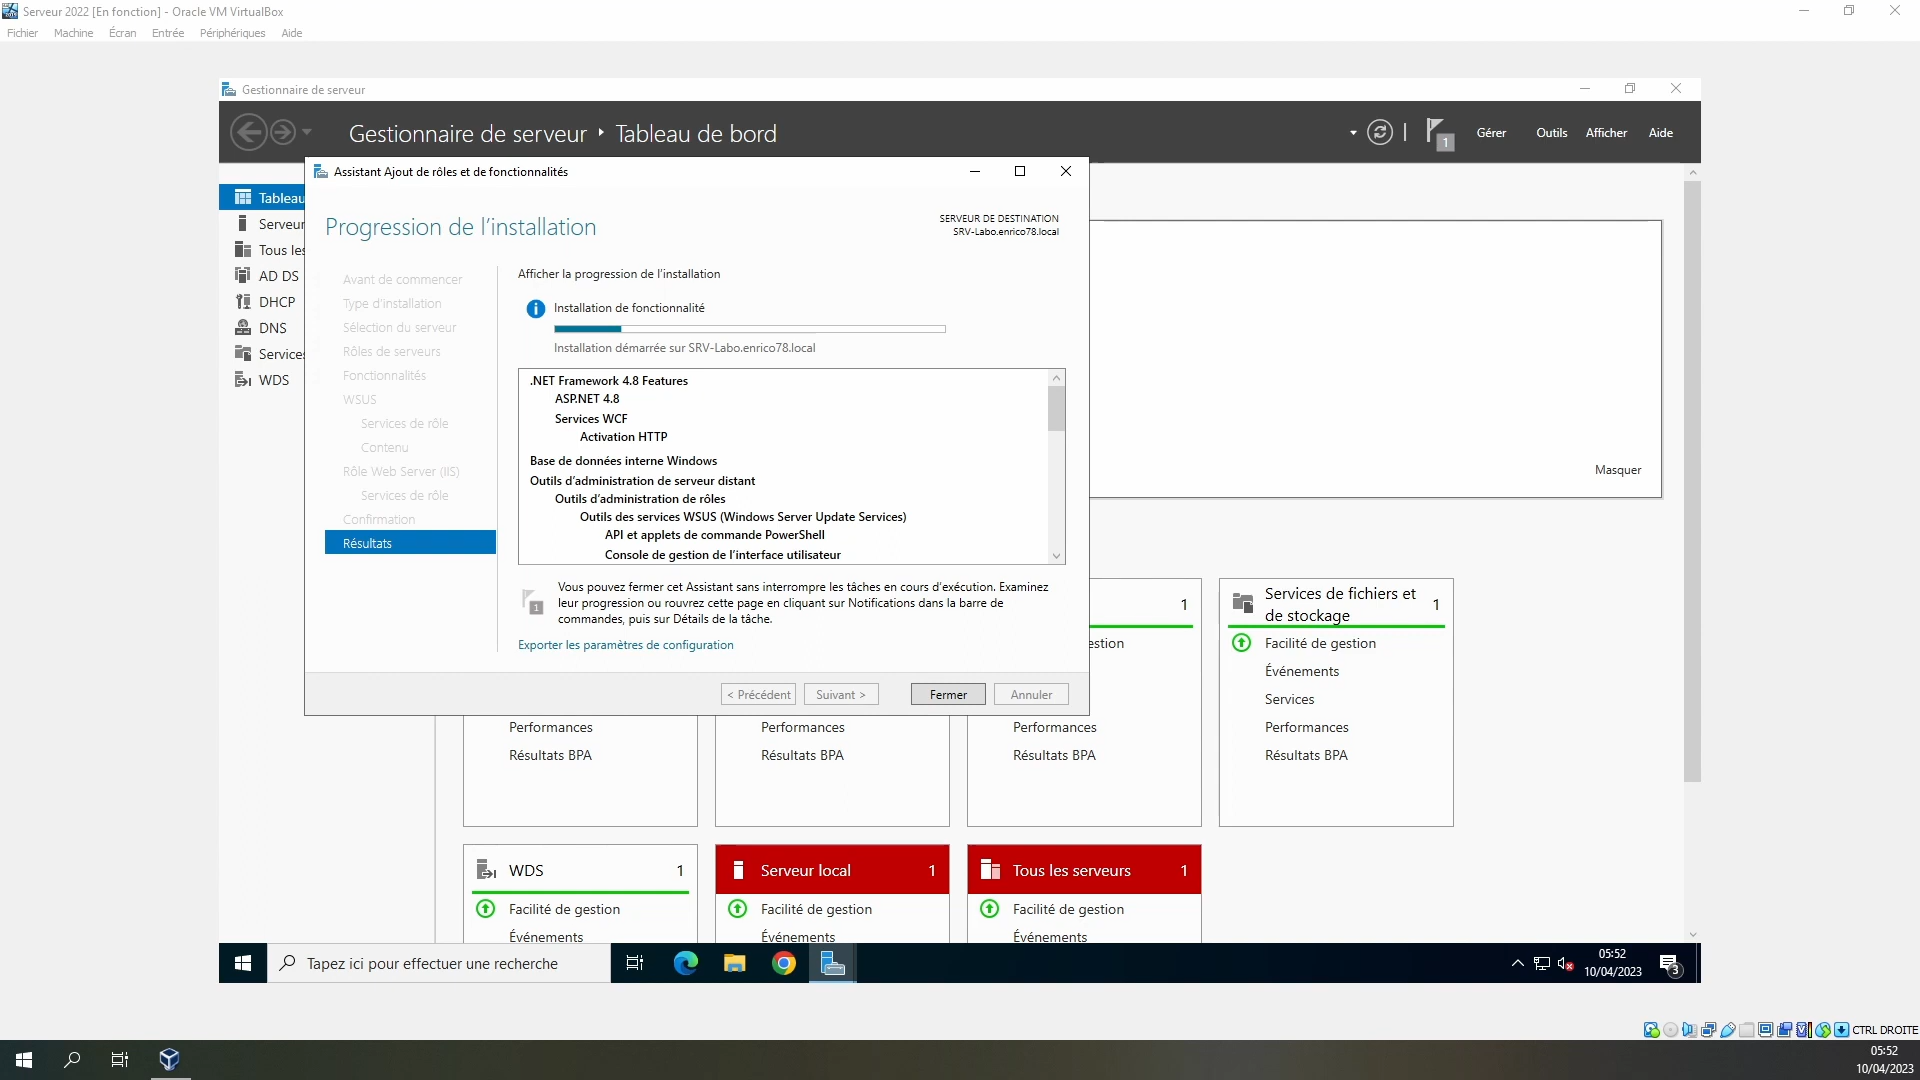 Serveur 2022 [En fonction] - Oracle VM VirtualBox
Fichier Machine Écran Entrée Périphériques Aide
Gestionnaire de serveur
Gestionnaire de serveur ‣ Tableau de bord
1
Gérer Outils Afficher Aide
Tableau
Serveur
Tous les
AD DS
DHCP
DNS
Services
WDS
Assistant Ajout de rôles et de fonctionnalités
Progression de l’installation
SERVEUR DE DESTINATION
SRV-Labo.enrico78.local
Avant de commencer
Type d'installation
Sélection du serveur
Rôles de serveurs
Fonctionnalités
WSUS
Services de rôle
Contenu
Rôle Web Server (IIS)
Services de rôle
Confirmation
Résultats
Afficher la progression de l’installation
Installation de fonctionnalité
Installation démarrée sur SRV-Labo.enrico78.local
.NET Framework 4.8 Features
ASP.NET 4.8
Services WCF
Activation HTTP
Base de données interne Windows
Outils d’administration de serveur distant
Outils d’administration de rôles
Outils des services WSUS (Windows Server Update Services)
API et applets de commande PowerShell
Console de gestion de l’interface utilisateur
1
Vous pouvez fermer cet Assistant sans interrompre les tâches en cours d’exécution. Examinez
leur progression ou rouvrez cette page en cliquant sur Notifications dans la barre de
commandes, puis sur Détails de la tâche.
Exporter les paramètres de configuration
< Précédent Suivant > Fermer Annuler
Masquer
1
estion
Services de fichiers et
de stockage
1
Facilité de gestion
Événements
Services
Performances
Résultats BPA
Performances
Résultats BPA
Performances
Résultats BPA
Performances
Résultats BPA
WDS 1
Facilité de gestion
Événements
Serveur local 1
Facilité de gestion
Événements
Tous les serveurs 1
Facilité de gestion
Événements
Tapez ici pour effectuer une recherche
05:52
10/04/2023
3
CTRL DROITE
05:52
10/04/2023